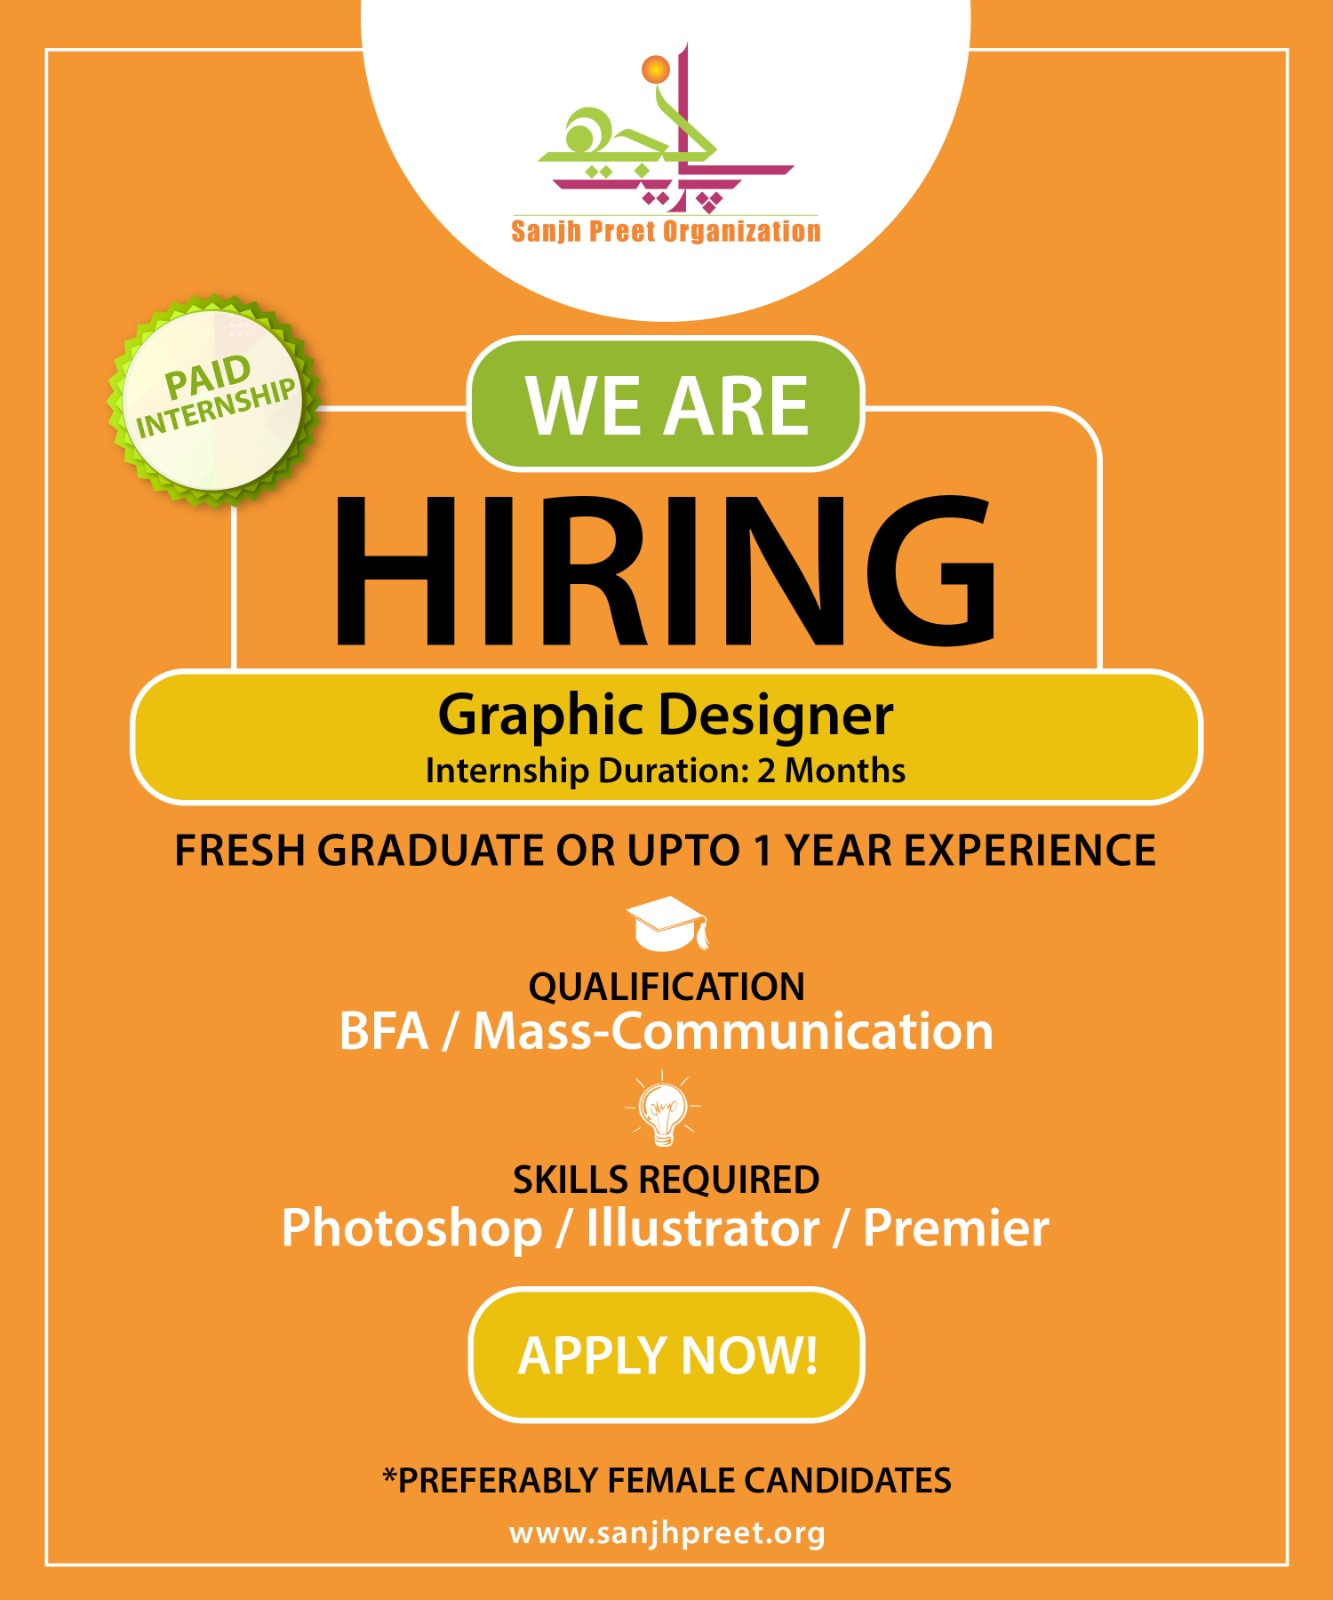 سانجھ
پریت
Sanjh Preet Organization
PAID
INTERNSHIP
WE ARE
HIRING
Graphic Designer
Internship Duration: 2 Months
FRESH GRADUATE OR UPTO 1 YEAR EXPERIENCE
QUALIFICATION
BFA / Mass-Communication
SKILLS REQUIRED
Photoshop / Illustrator / Premier
APPLY NOW!
*PREFERABLY FEMALE CANDIDATES
www.sanjhpreet.org